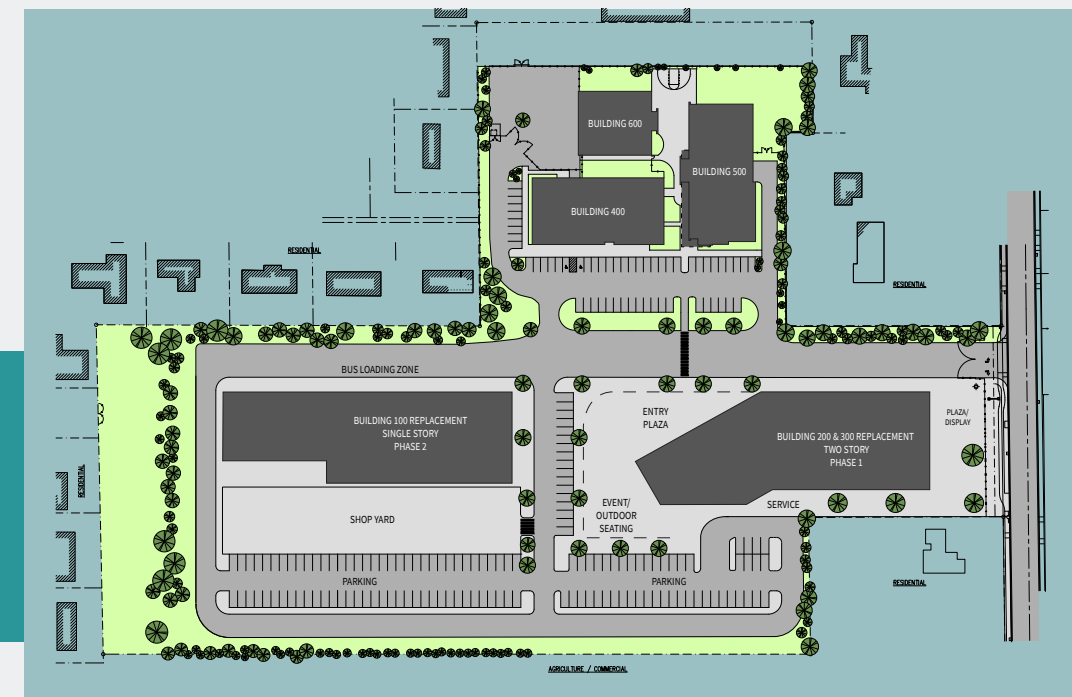 BUILDING 600
BUILDING 500
BUILDING 400
RESIDENTIAL
RESIDENTIAL
BUS LOADING ZONE
BUILDING 100 REPLACEMENT
SINGLE STORY
PHASE 2
ENTRY
PLAZA
BUILDING 200 & 300 REPLACEMENT
TWO STORY
PHASE 1
PLAZA/
DISPLAY
RESIDENTIAL
SHOP YARD
EVENT/
OUTDOOR
SEATING
SERVICE
PARKING
PARKING
RESIDENTIAL
AGRICULTURE / COMMERCIAL